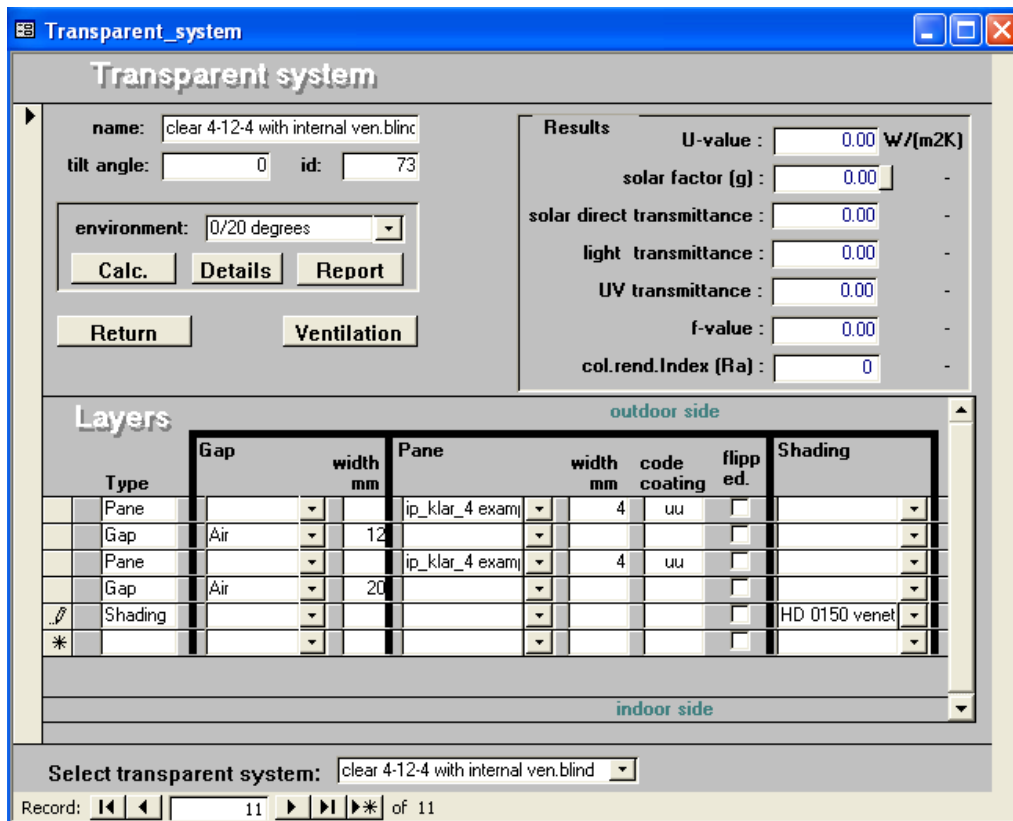 Transparent_system
Transparent system
name: clear 4-12-4 with internal ven.blinc
tilt angle: 0 id: 73
environment: 0/20 degrees
Calc. Details Report
Return Ventilation
Results
U-value : 0.00 W/(m2K)
solar factor (g) : 0.00 -
solar direct transmittance : 0.00 -
light transmittance : 0.00 -
UV transmittance : 0.00 -
f-value : 0.00 -
col.rend.Index (Ra) : 0 -
Layers
outdoor side
Type Gap width mm Pane width mm code coating flipp ed. Shading
Pane ip_klar_4 exam 4 uu
Gap Air 12
Pane ip_klar_4 exam 4 uu
Gap Air 20
Shading HD 0150 venet
indoor side
Select transparent system: clear 4-12-4 with internal ven.blind
Record: 11 of 11